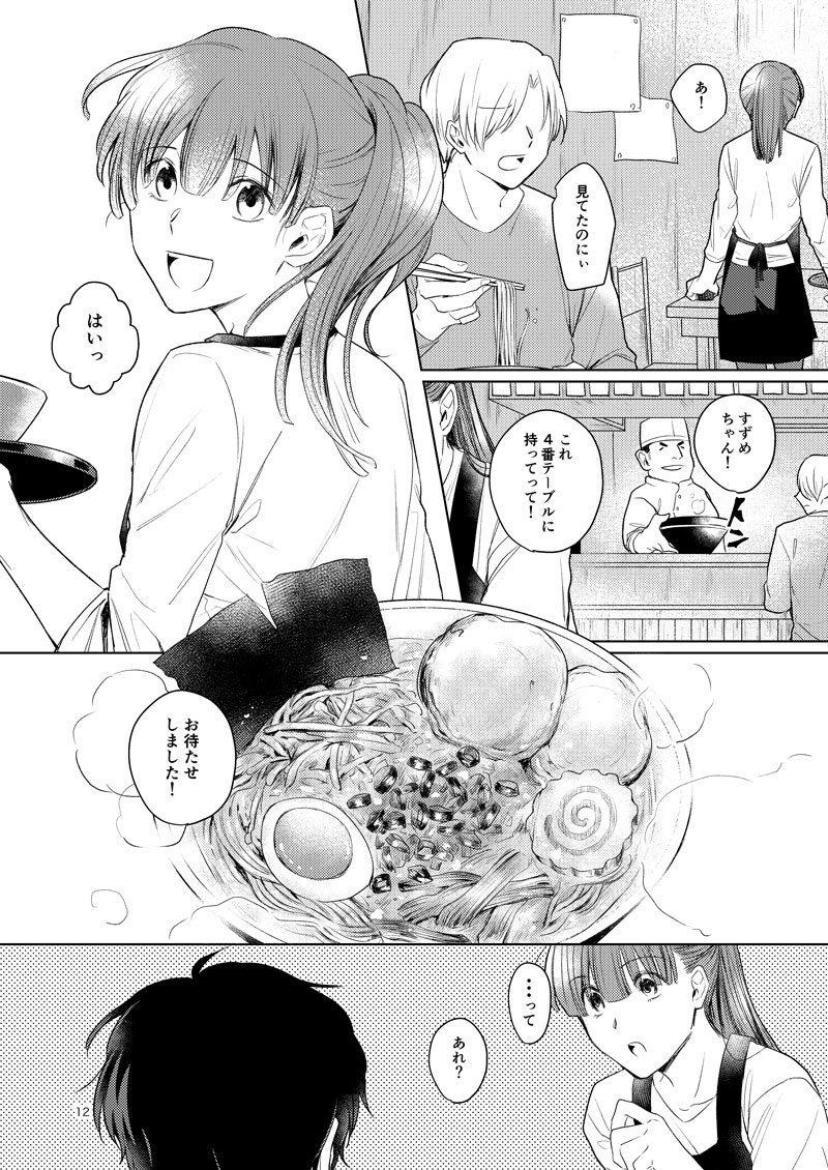 あ!
見てたのにぃ
すずめ
ちゃん!
トン
これ
4番テーブルに
持ってって!
はいっ
お待たせ
しました!
・・・って
あれ?
12